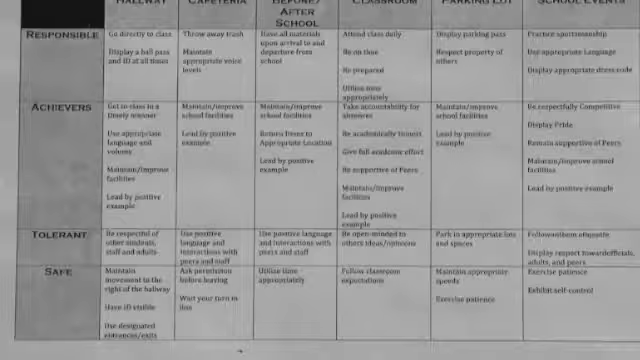 HALLWAY
CAFETERIA
BEFORE/
AFTER
SCHOOL
CLASSROOM
PARKING LOT
SCHOOL EVENTS
RESPONSIBLE
Go directly to class
Display a hall pass
and ID at all times
Throw away trash
Maintain
appropriate voice
levels
Have all materials
upon arrival to and
departure from
school
Attend class daily
Be on time
Be prepared
Utilize time
appropriately
Display parking pass
Respect property of
others
Practice sportsmanship
Use appropriate Language
Display appropriate dress code
ACHIEVERS
Get to class in a
timely manner
Use appropriate
language and
volume
Maintain/improve
facilities
Lead by positive
example
Maintain/improve
school facilities
Lead by positive
example
Maintain/improve
school facilities
Return Items to
Appropriate Location
Lead by positive
example
Take accountability for
absences
Be academically honest
Give full academic effort
Be supportive of Peers
Maintain/improve
facilities
Lead by positive
example
Maintain/improve
school facilities
Lead by positive
example
Be respectfully Competitive
Display Pride
Remain supportive of Peers
Maintain/improve school
facilities
Lead by positive example
TOLERANT
Be respectful of
other students,
staff and adults
Use positive
language and
interactions with
peers and staff
Use positive language
and interactions with
peers and staff
Be open-minded to
others ideas/opinions
Park in appropriate lots
and spaces
Follow etiquette
Display respect toward officials,
adults, and peers
SAFE
Maintain
movement to the
right of the hallway
Have ID visible
Use designated
entrances/exits
Ask permission
before leaving
Wait your turn in
line
Utilize time
appropriately
Follow classroom
expectations
Maintain appropriate
speeds
Exercise patience
Exercise patience
Exhibit self-control